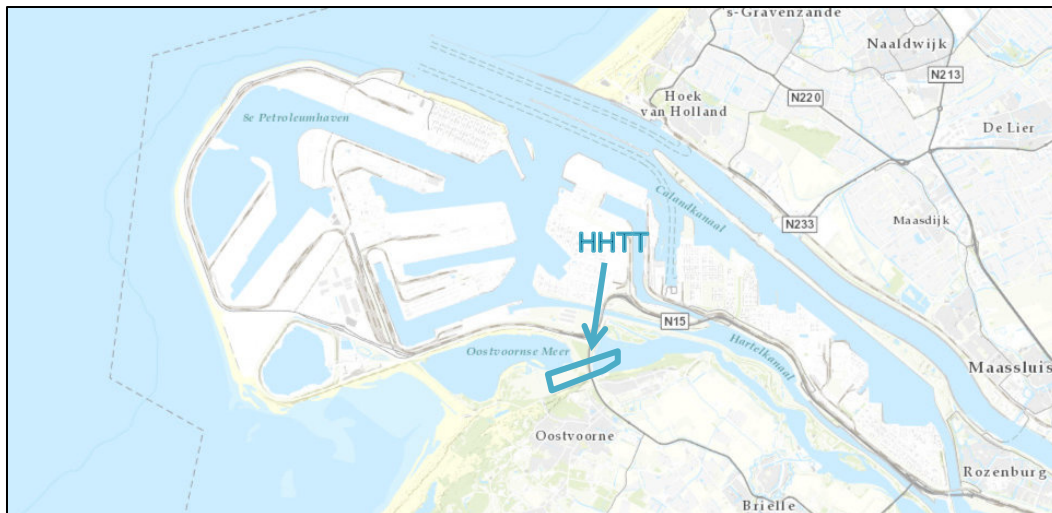 's-Gravenzande
Naaldwijk
N213
N220
Hoek
van Holland
De Lier
8e Petroleumhaven
Calandkanaal
Maasdijk
N233
HHTT
N15
Hartelkanaal
Oostvoornse Meer
Maassluis
Oostvoorne
Rozenburg
Brielle